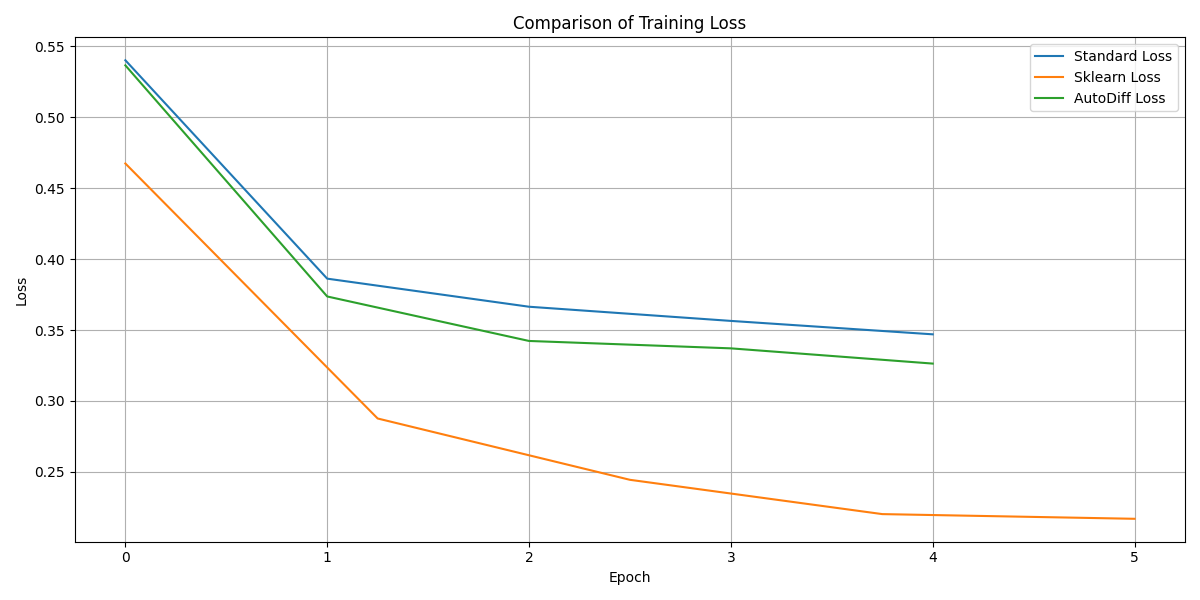 Comparison of Training Loss
Standard Loss
Sklearn Loss
AutoDiff Loss
Loss
0.55
0.50
0.45
0.40
0.35
0.30
0.25
0 1 2 3 4 5
Epoch